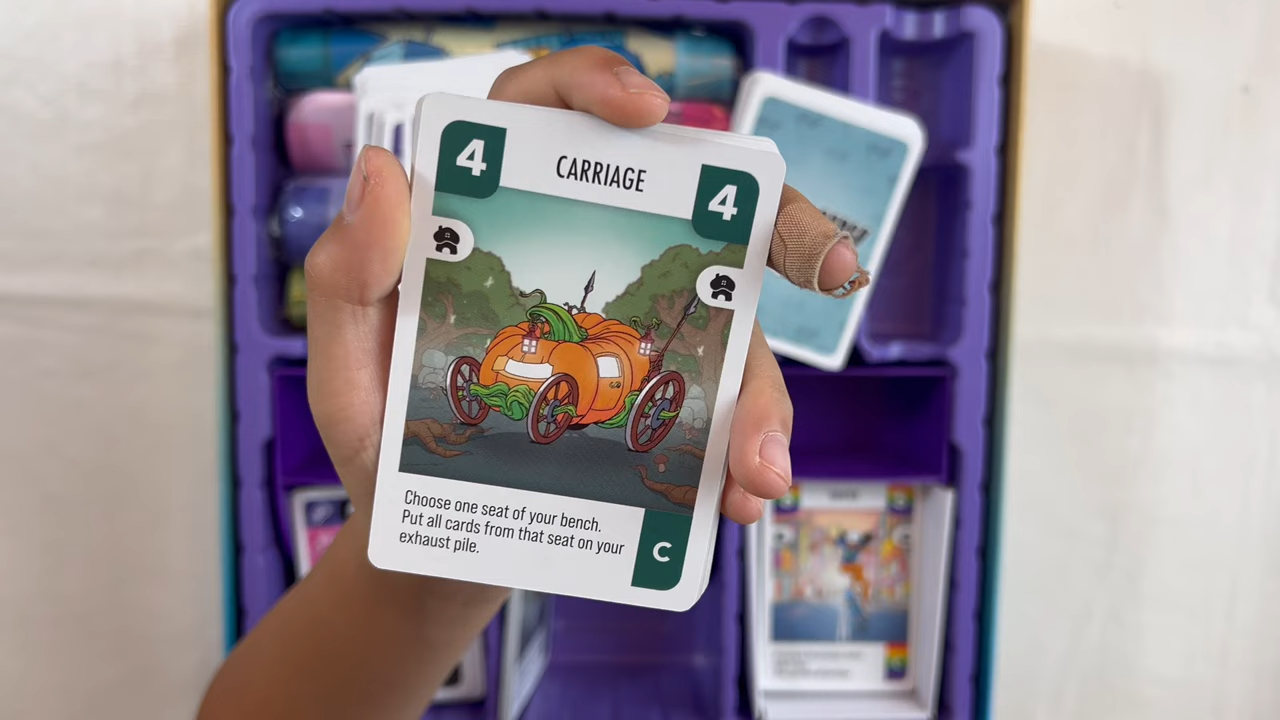 4
CARRIAGE
4
Choose one seat of your bench.
Put all cards from that seat on your
exhaust pile.
C